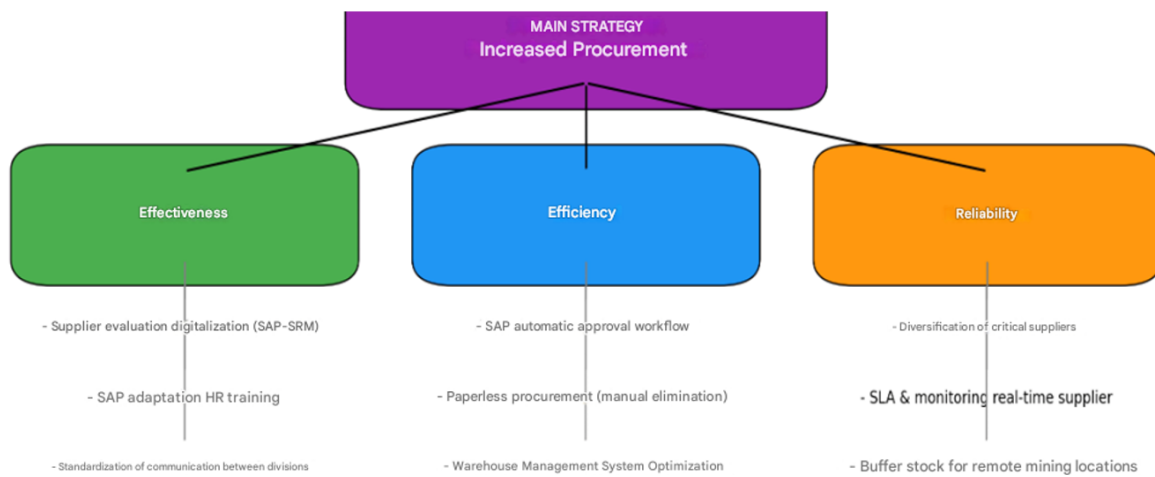 MAIN STRATEGY
Increased Procurement
Effectiveness
Efficiency
Reliability
- Supplier evaluation digitalization (SAP-SRM)
- SAP automatic approval workflow
- Diversification of critical suppliers
- SAP adaptation HR training
- Paperless procurement (manual elimination)
- SLA & monitoring real-time supplier
- Standardization of communication between divisions
- Warehouse Management System Optimization
- Buffer stock for remote mining locations